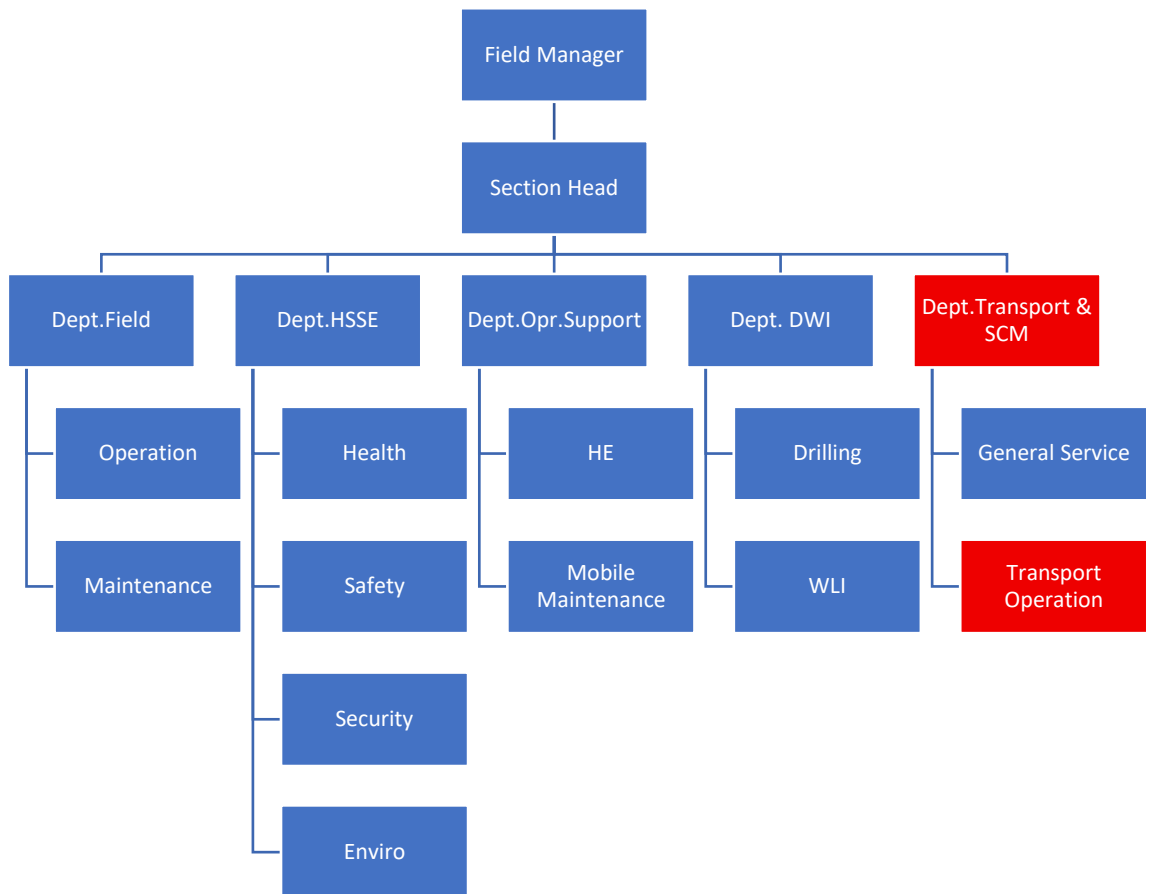 Field Manager
Section Head
Dept.Field
Dept.HSSE
Dept.Opr.Support
Dept. DWI
Dept.Transport &
SCM
Operation
Health
HE
Drilling
General Service
Maintenance
Safety
Mobile
Maintenance
WLI
Transport
Operation
Security
Enviro